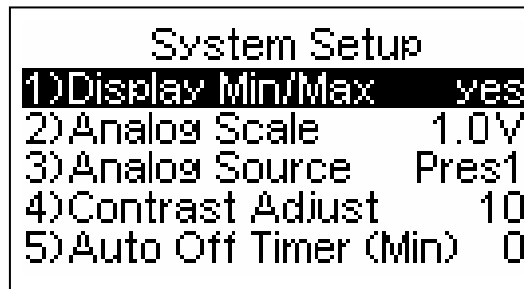 System Setup
1)Display Min/Max yes
2)Analog Scale 1.0V
3)Analog Source Pres1
4)Contrast Adjust 10
5)Auto Off Timer (Min) 0